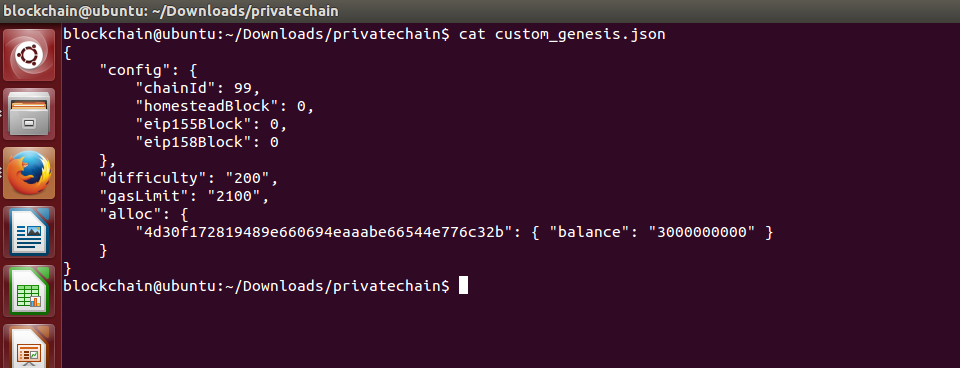 blockchain@ubuntu: ~/Downloads/privatechain
blockchain@ubuntu:~/Downloads/privatechain$ cat custom_genesis.json
{
    "config": {
        "chainId": 99,
        "homesteadBlock": 0,
        "eip155Block": 0,
        "eip158Block": 0
    },
    "difficulty": "200",
    "gasLimit": "2100",
    "alloc": {
        "4d30f172819489e660694eaaabe66544e776c32b": { "balance": "3000000000" }
    }
}
blockchain@ubuntu:~/Downloads/privatechain$